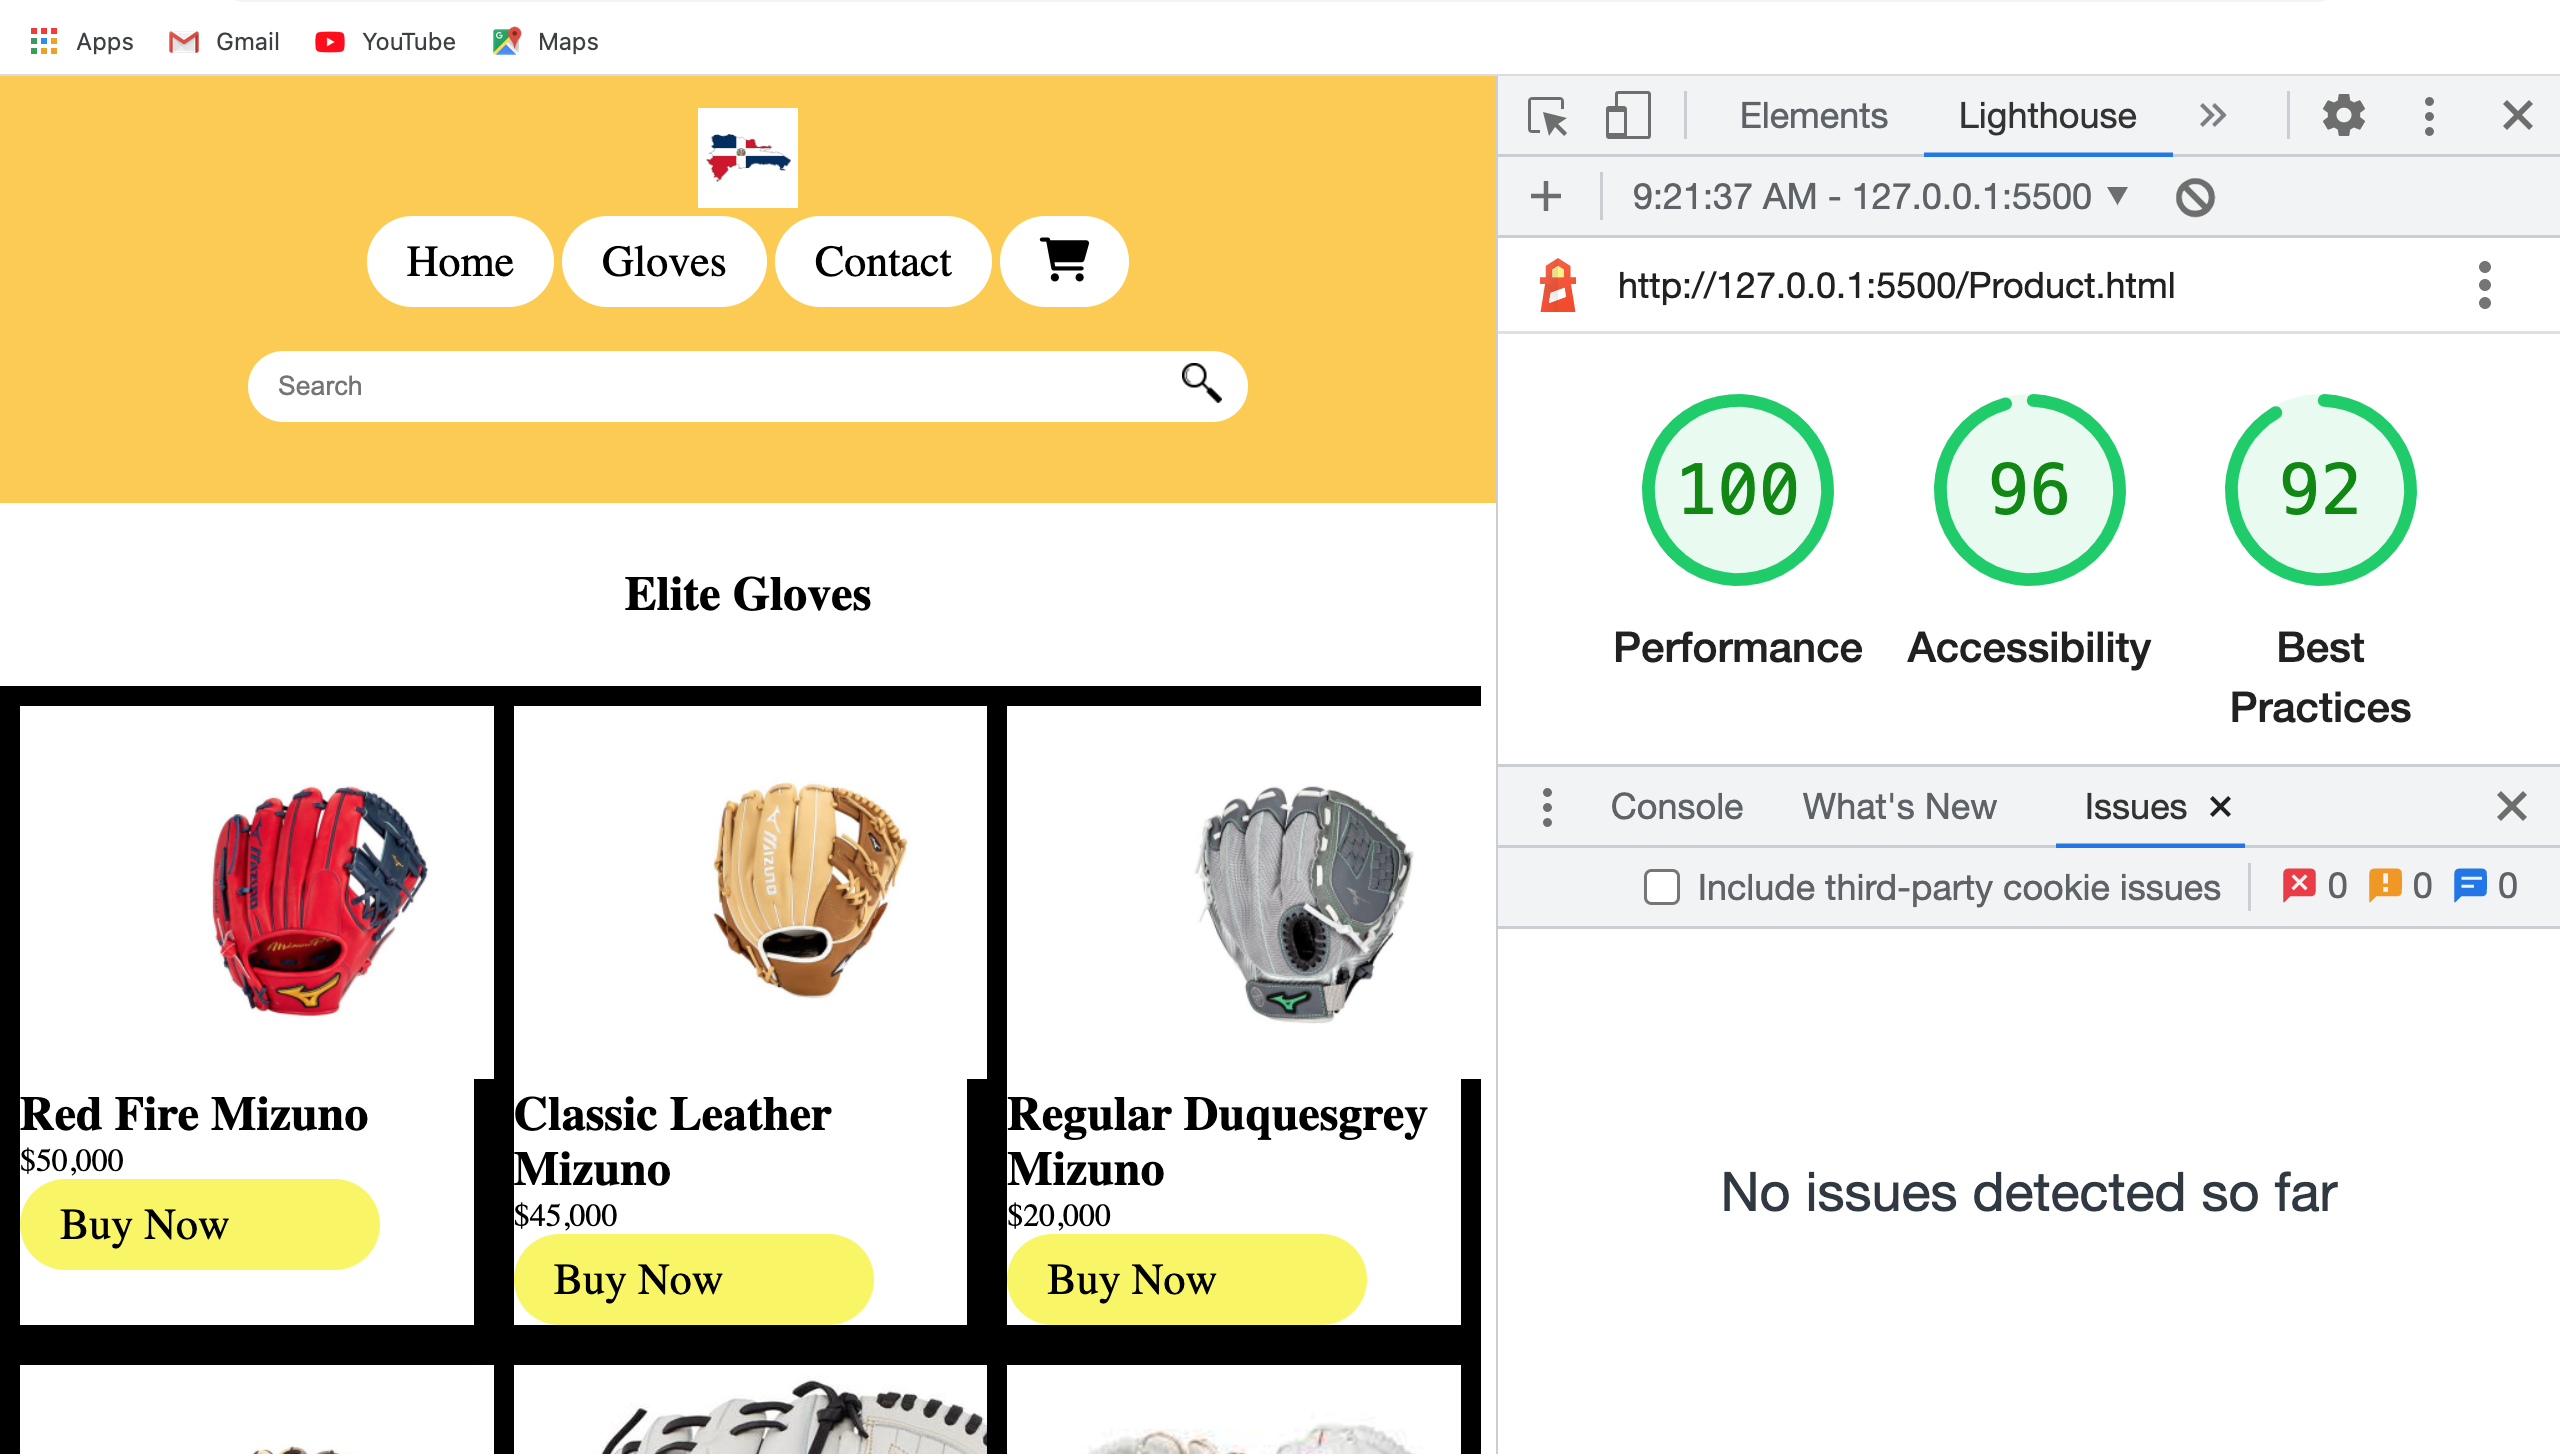 Apps Gmail YouTube Maps
Home Gloves Contact
Search
Elite Gloves
MIZUNO
MIZUNO
Red Fire Mizuno
$50,000
Buy Now
Classic Leather
Mizuno
$45,000
Buy Now
Regular Duquesgrey
Mizuno
$20,000
Buy Now
Elements Lighthouse
9:21:37 AM - 127.0.0.1:5500
http://127.0.0.1:5500/Product.html
100 96 92
Performance Accessibility Best
Practices
Console What's New Issues
Include third-party cookie issues 0 0 0
No issues detected so far